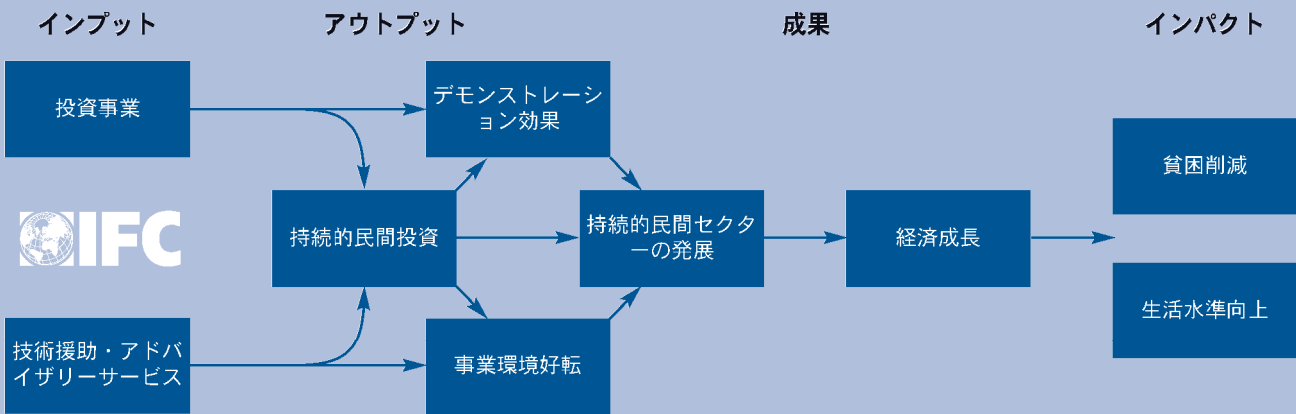 インプット
アウトプット
成果
インパクト
投資事業
デモンストレーシ
ョン効果
貧困削減
IFC
持続的民間投資
持続的民間セクタ
ーの発展
経済成長
生活水準向上
技術援助・アドバ
イザリーサービス
事業環境好転